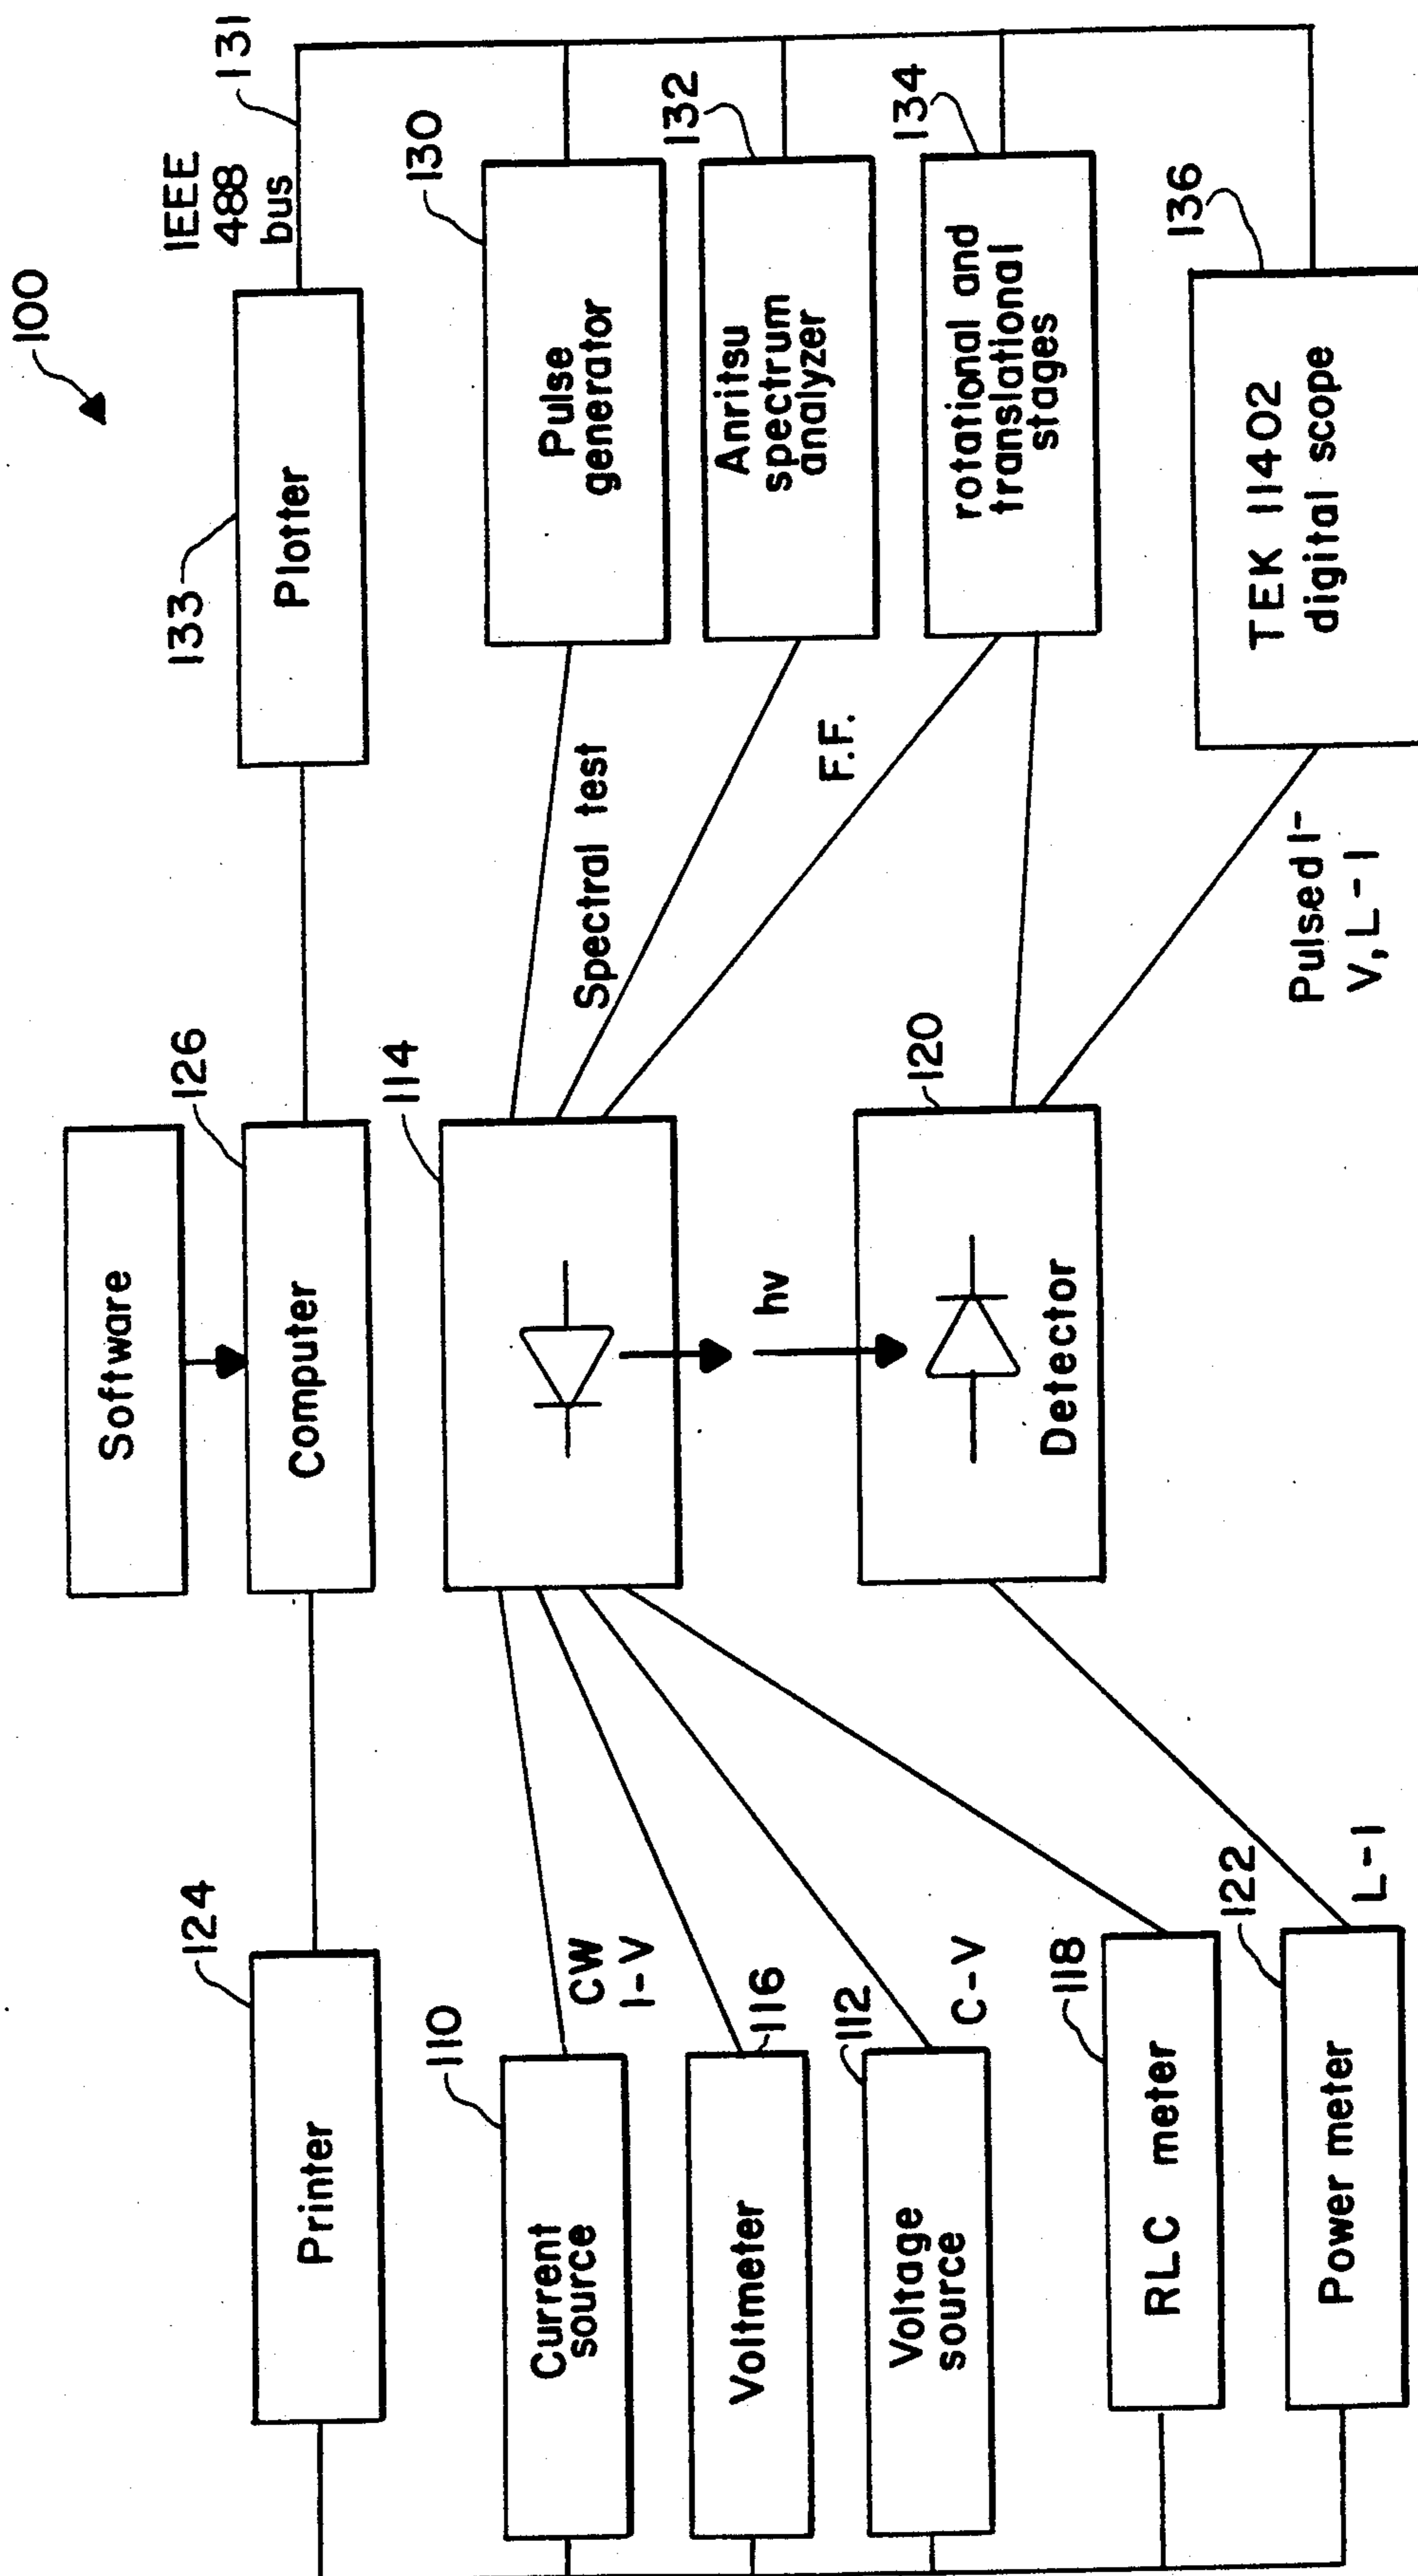 100
Software
124
Printer
126
Computer
133
Plotter
IEEE
488
bus
131
110
Current
source
CW
I-V
116
Voltmeter
112
Voltage
source
C-V
118
RLC meter
122
Power meter
L-I
114
hv
120
Detector
Spectral test
F.F.
130
Pulse
generator
132
Anritsu
spectrum
analyzer
134
rotational and
translational
stages
136
TEK 11402
digital scope
Pulsed I-
V, L-I